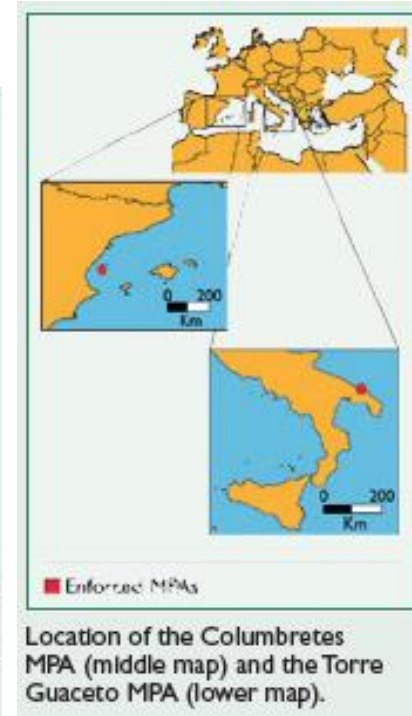 0 200
Km
0 200
Km
Enforced MPAs
Location of the Columbretes
MPA (middle map) and the Torre
Guaceto MPA (lower map).